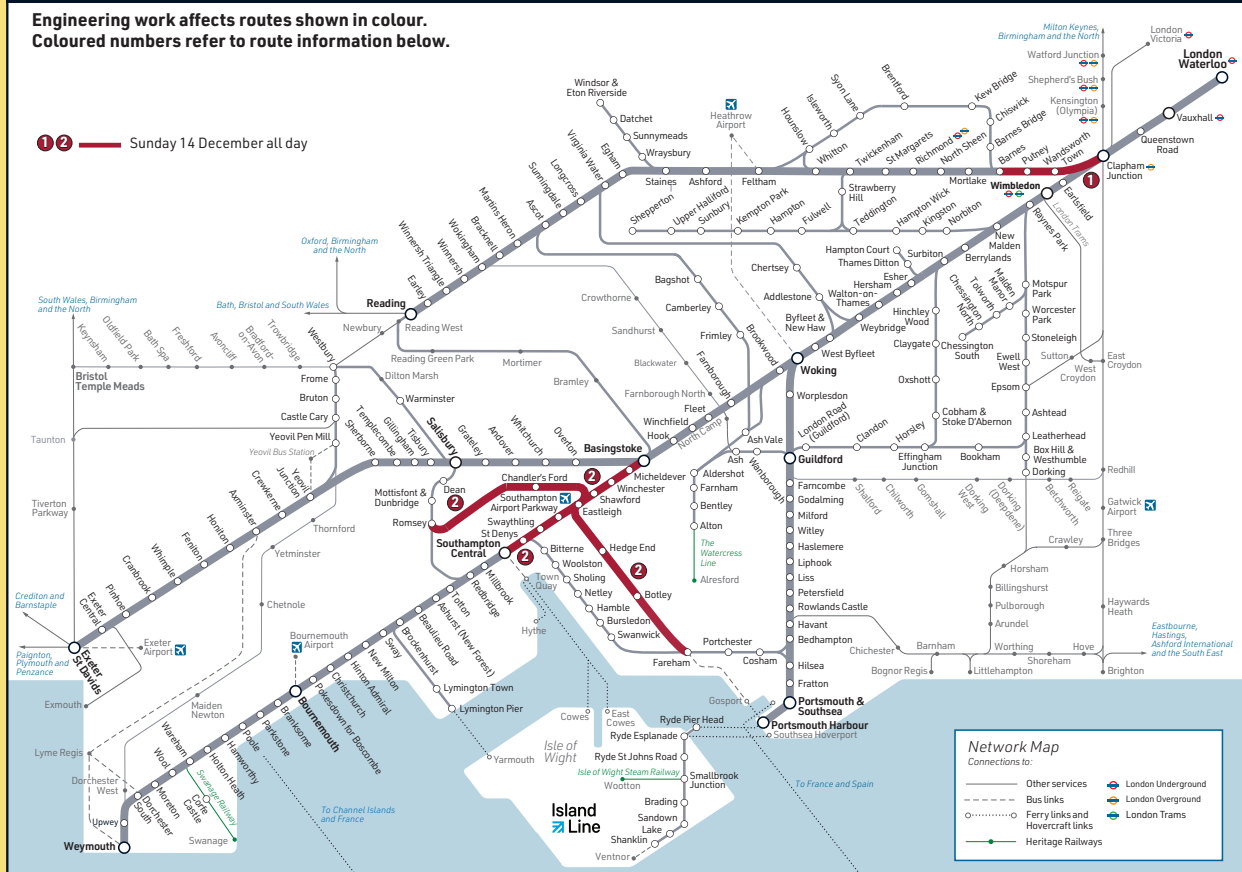 Engineering work affects routes shown in colour.
Coloured numbers refer to route information below.
1 2 Sunday 14 December all day
Milton Keynes,
Birmingham and the North
London
Victoria
Watford Junction
London
Waterloo
Shepherd's Bush
Kensington
(Olympia)
Vauxhall
Queenstown
Road
Clapham
Junction
1
Wandsworth
Town
Putney
Barnes
Barnes Bridge
Chiswick
Kew Bridge
Brentford
Syon Lane
Isleworth
Hounslow
Whitton
Twickenham
St Margarets
Richmond
North Sheen
Mortlake
Heathrow
Airport
Feltham
Ashford
Staines
Windsor &
Eton Riverside
Datchet
Sunnymeads
Wraysbury
Egham
Virginia Water
Longcross
Sunningdale
Ascot
Martins Heron
Bracknell
Wokingham
Winnersh
Winnersh Triangle
Earley
Reading
Oxford, Birmingham
and the North
Bath, Bristol and South Wales
South Wales, Birmingham
and the North
Shepperton
Upper Halliford
Sunbury
Kempton Park
Hampton
Fulwell
Strawberry
Hill
Teddington
Hampton Wick
Kingston
Norbiton
Wimbledon
Earlsfield
London Trams
Raynes Park
New
Malden
Berrylands
Surbiton
Hampton Court
Thames Ditton
Esher
Hersham
Walton-on-
Thames
Weybridge
Byfleet &
New Haw
West Byfleet
Addlestone
Chertsey
Woking
Malden
Manor
Tolworth
Chessington
North
Chessington
South
Motspur
Park
Worcester
Park
Stoneleigh
Ewell
West
Epsom
Sutton
West
Croydon
East
Croydon
Ashtead
Leatherhead
Box Hill &
Westhumble
Dorking
Hinchley
Wood
Claygate
Oxshott
Cobham &
Stoke D'Abernon
Bookham
Effingham
Junction
Horsley
Clandon
London Road
(Guildford)
Worplesdon
Guildford
Bagshot
Camberley
Frimley
Brookwood
Farnborough
Crowthorne
Sandhurst
Blackwater
Farnborough North
North Camp
Fleet
Winchfield
Hook
Ash Vale
Ash
Wanborough
Aldershot
Farnham
Bentley
Alton
The
Watercress
Line
Alresford
Newbury
Reading West
Reading Green Park
Mortimer
Bramley
Basingstoke
Keynsham
Oldfield Park
Bath Spa
Freshford
Avoncliff
Bradford-
on-Avon
Trowbridge
Westbury
Bristol
Temple Meads
Frome
Bruton
Castle Cary
Yeovil Pen Mill
Yeovil Bus Station
Yeovil
Junction
Dilton Marsh
Warminster
Salisbury
Templecombe
Sherborne
Gillingham
Tisbury
Grateley
Andover
Whitchurch
Overton
Taunton
Tiverton
Parkway
Crewkerne
Axminster
Honiton
Feniton
Whimple
Cranbrook
Pinhoe
Exeter
Central
Exeter
St Davids
Exeter
Airport
Crediton and
Barnstaple
Paignton,
Plymouth and
Penzance
Exmouth
Thornford
Yetminster
Chetnole
Maiden
Newton
Lyme Regis
Dorchester
West
Dorchester
South
Upwey
Weymouth
Moreton
Wool
Wareham
Swanage Railway
Corfe
Castle
Swanage
Holton Heath
Hamworthy
Poole
Parkstone
Branksome
Bournemouth
Bournemouth
Airport
Pokesdown for Boscombe
Christchurch
Hinton Admiral
New Milton
Sway
Brockenhurst
Beaulieu Road
Ashurst (New Forest)
Totton
Redbridge
Millbrook
Lymington Town
Lymington Pier
Mottisfont &
Dunbridge
Dean
Romsey
2
Chandler's Ford
2
Southampton
Airport Parkway
Swaythling
St Denys
Southampton
Central
2
Micheldever
Winchester
Shawford
Eastleigh
Hedge End
2
Botley
Fareham
Bitterne
Woolston
Sholing
Netley
Hamble
Bursledon
Swanwick
Town
Quay
Hythe
Portchester
Cosham
Farncombe
Godalming
Milford
Witley
Haslemere
Liphook
Liss
Petersfield
Rowlands Castle
Havant
Bedhampton
Hilsea
Fratton
Portsmouth &
Southsea
Portsmouth Harbour
Southsea Hoverport
Gosport
Shalford
Chilworth
Gomshall
Dorking
West
Dorking
(Deepdene)
Betchworth
Reigate
Redhill
Gatwick
Airport
Three
Bridges
Crawley
Horsham
Billingshurst
Pulborough
Arundel
Haywards
Heath
Eastbourne,
Hastings,
Ashford International
and the South East
Chichester
Barnham
Bognor Regis
Littlehampton
Worthing
Shoreham
Hove
Brighton
Cowes
East
Cowes
Yarmouth
Isle of
Wight
Ryde Pier Head
Ryde Esplanade
Ryde St Johns Road
Isle of Wight Steam Railway
Wootton
Smallbrook
Junction
Brading
Sandown
Lake
Shanklin
Ventnor
Island
Line
To Channel Islands
and France
To France and Spain
Network Map
Connections to:
Other services
Bus links
Ferry links and
Hovercraft links
Heritage Railways
London Underground
London Overground
London Trams